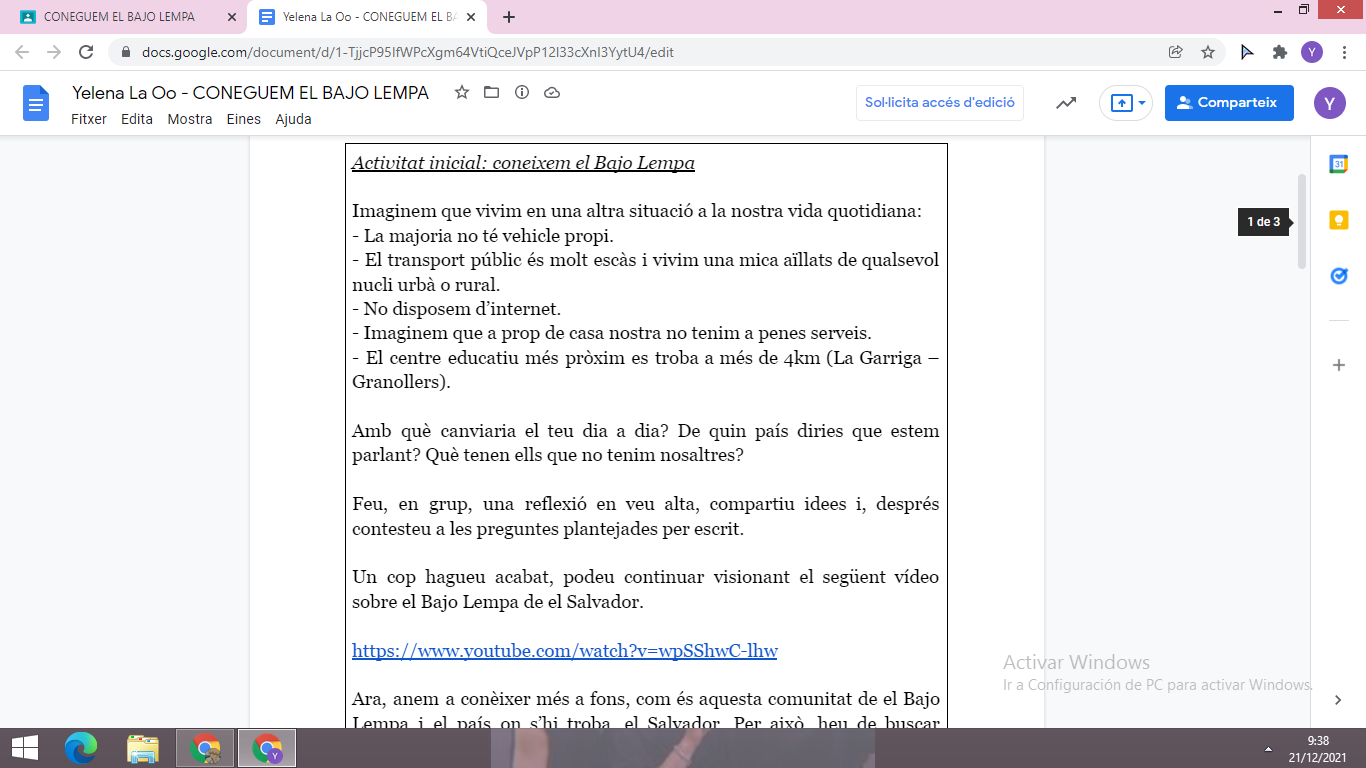 CONEGUEM EL BAJO LEMPA
Yelena La Oo - CONEGUEM EL BA
docs.google.com/document/d/1-TjjcP95IfWPcXgm64VtiQceJVpP12I33cXnI3YytU4/edit
Y
Yelena La Oo - CONEGUEM EL BAJO LEMPA
Fitxer Edita Mostra Eines Ajuda
Sol·licita accés d'edició
Comparteix
Y
31
1 de 3
Activitat inicial: coneixem el Bajo Lempa
Imaginem que vivim en una altra situació a la nostra vida quotidiana:
- La majoria no té vehicle propi.
- El transport públic és molt escàs i vivim una mica aïllats de qualsevol
nucli urbà o rural.
- No disposem d’internet.
- Imaginem que a prop de casa nostra no tenim a penes serveis.
- El centre educatiu més pròxim es troba a més de 4km (La Garriga –
Granollers).
Amb què canviaria el teu dia a dia? De quin país diries que estem
parlant? Què tenen ells que no tenim nosaltres?
Feu, en grup, una reflexió en veu alta, compartiu idees i, després
contesteu a les preguntes plantejades per escrit.
Un cop hagueu acabat, podeu continuar visionant el següent vídeo
sobre el Bajo Lempa de el Salvador.
https://www.youtube.com/watch?v=wpSShwC-lhw
Ara, anem a conèixer més a fons, com és aquesta comunitat de el Bajo
Lempa i el país on s’hi troba, el Salvador. Per això, heu de buscar
Activar Windows
Ir a Configuración de PC para activar Windows.
Y
9:38
21/12/2021